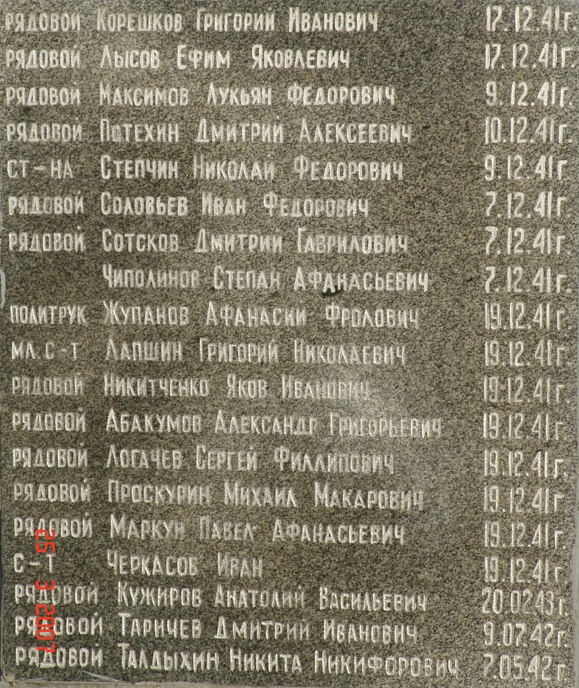 РЯДОВОЙ КОРЕШКОВ ГРИГОРИЙ ИВАНОВИЧ 17.12.41г.
РЯДОВОЙ ЛЫСОВ ЕФИМ ЯКОВЛЕВИЧ 17.12.41г.
РЯДОВОЙ МАКСИМОВ ЛУКЬЯН ФЕДОРОВИЧ 9.12.41г.
РЯДОВОЙ ПОТЕХИН ДМИТРИЙ АЛЕКСЕЕВИЧ 10.12.41г.
СТ-НА СТЕПЧИН НИКОЛАЙ ФЕДОРОВИЧ 9.12.41г.
РЯДОВОЙ СОЛОВЬЕВ ИВАН ФЕДОРОВИЧ 7.12.41г.
РЯДОВОЙ СОТСКОВ ДМИТРИЙ ГАВРИЛОВИЧ 7.12.41г.
ЧИПОЛИНОВ СТЕПАН АФАНАСЬЕВИЧ 7.12.41г.
ПОЛИТРУК ЖУПАНОВ АФАНАСИЙ ФРОЛОВИЧ 19.12.41г.
МЛ.С-Т ЛАПШИН ГРИГОРИЙ НИКОЛАЕВИЧ 19.12.41г.
РЯДОВОЙ НИКИТЧЕНКО ЯКОВ ИВАНОВИЧ 19.12.41г.
РЯДОВОЙ АБАКУМОВ АЛЕКСАНДР ГРИГОРЬЕВИЧ 19.12.41г.
РЯДОВОЙ ЛОГАЧЕВ СЕРГЕЙ ФИЛЛИПОВИЧ 19.12.41г.
РЯДОВОЙ ПРОСКУРИН МИХАИЛ МАКАРОВИЧ 19.12.41г.
РЯДОВОЙ МАРКУН ПАВЕЛ АФАНАСЬЕВИЧ 19.12.41г.
С-Т ЧЕРКАСОВ ИВАН 19.12.41г.
РЯДОВОЙ КУЖИРОВ АНАТОЛИЙ ВАСИЛЬЕВИЧ 20.02.43г.
РЯДОВОЙ ТАРИЧЕВ ДМИТРИЙ ИВАНОВИЧ 9.07.42г.
РЯДОВОЙ ТАЛДЫХИН НИКИТА НИКИФОРОВИЧ 7.05.42г.
25 3 2007